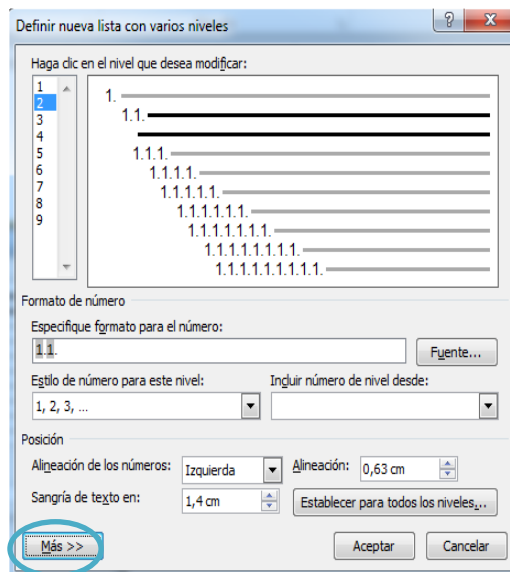 Definir nueva lista con varios niveles
Haga clic en el nivel que desea modificar:
1
2
3
4
5
6
7
8
9
1.
1.1.
1.1.1.
1.1.1.1.
1.1.1.1.1.
1.1.1.1.1.1.
1.1.1.1.1.1.1.
1.1.1.1.1.1.1.1.
1.1.1.1.1.1.1.1.1.
Formato de número
Especifique formato para el número:
1.1.
Fuente...
Estilo de número para este nivel: Incluir número de nivel desde:
1, 2, 3, ...
Posición
Alineación de los números: Izquierda Alineación: 0,63 cm
Sangría de texto en: 1,4 cm Establecer para todos los niveles...
Más >> Aceptar Cancelar